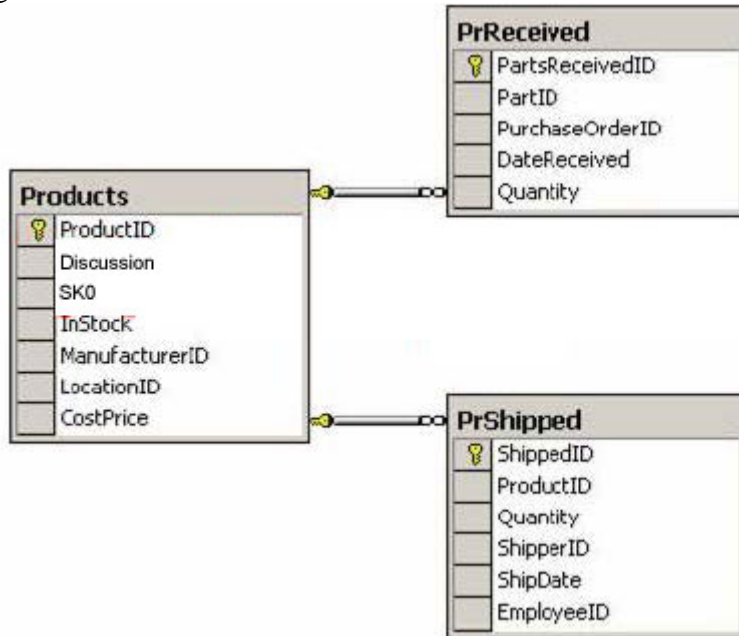 PrReceived
PartsReceivedID
PartID
PurchaseOrderID
DateReceived
Quantity
Products
ProductID
Discussion
SK0
InStock
ManufacturerID
LocationID
CostPrice
PrShipped
ShippedID
ProductID
Quantity
ShipperID
ShipDate
EmployeeID